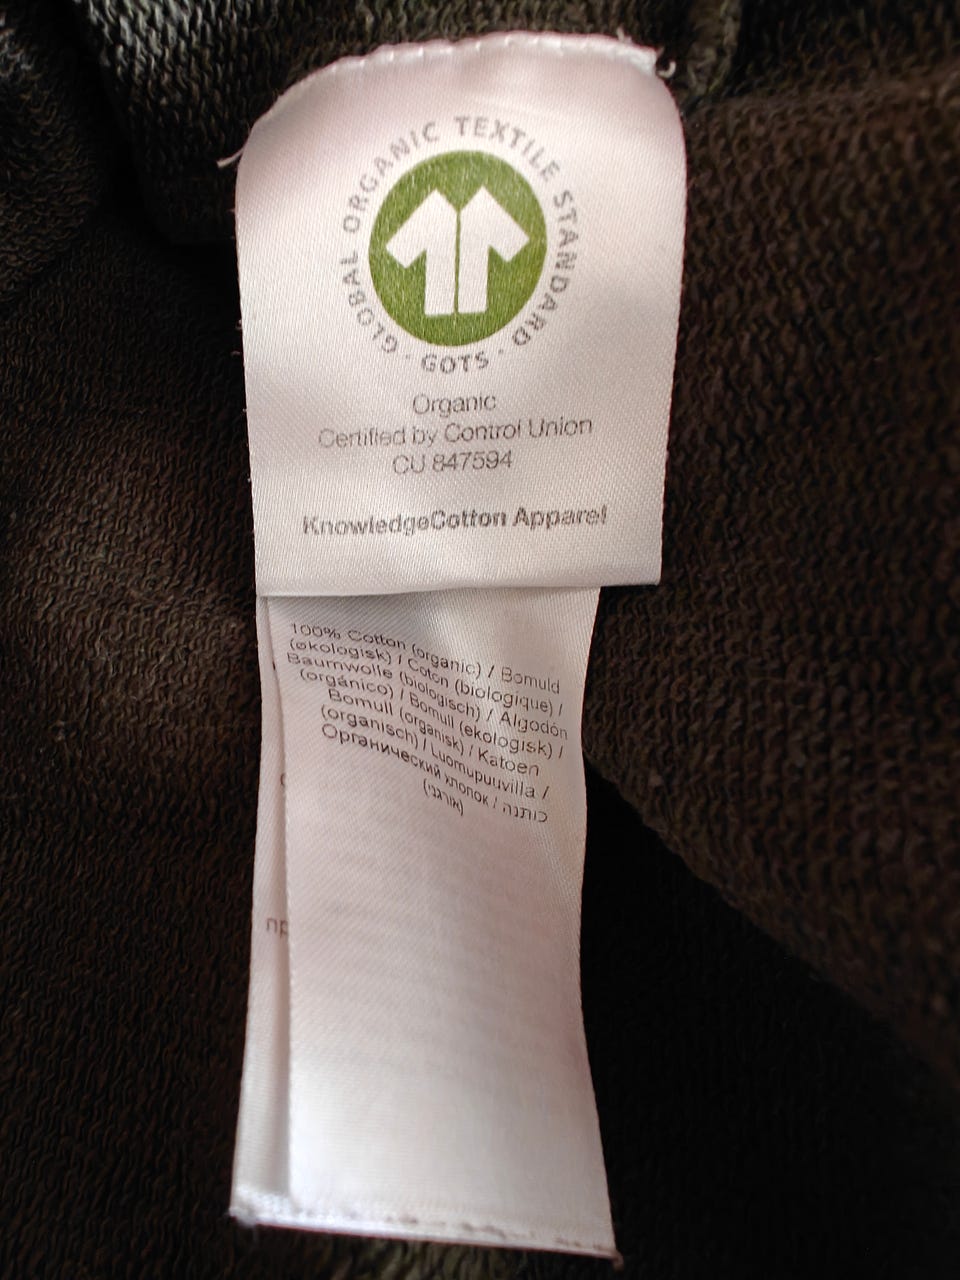 GLOBAL ORGANIC TEXTILE STANDARD · GOTS ·
Organic
Certified by Control Union
CU 847594
KnowledgeCotton Apparel
100% Cotton (organic) / Bomuld
(økologisk) / Coton (biologique) /
Baumwolle (biologisch) / Algodón
(orgánico) / Bomull (ekologisk) /
Bomull (organisk) / Katoen
(organisch) / Luomupuuvilla /
Органический хлопок / כותנה
(אורגני)